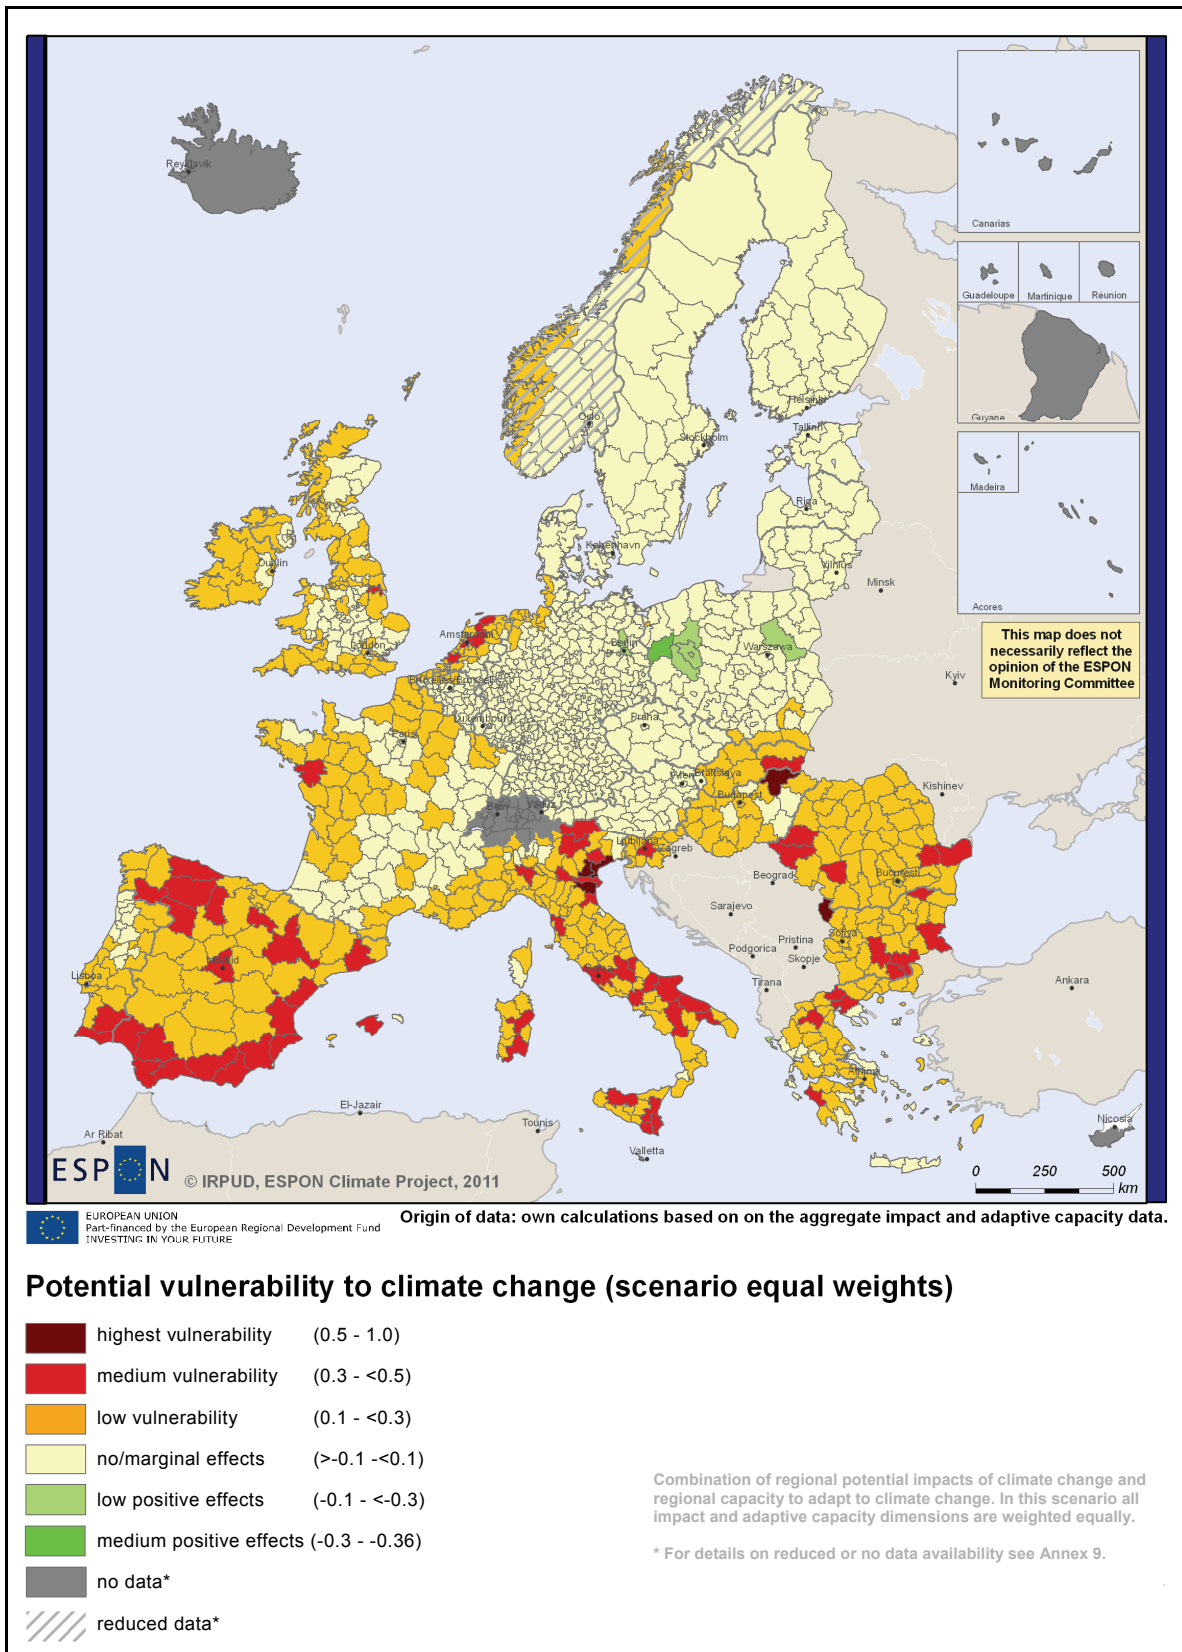 Reykjavik
Canarias
Guadeloupe
Martinique
Réunion
Guyane
Madeira
Acores
Oslo
Stockholm
Helsinki
Tallinn
Riga
København
Vilnius
Minsk
Dublin
London
Amsterdam
Berlin
Warszawa
Kyiv
This map does not
necessarily reflect the
opinion of the ESPON
Monitoring Committee
Luxembourg
Praha
Paris
Wien
Bratislava
Budapest
Kishinev
Bern
Vaduz
Ljubljana
Zagreb
Beograd
Bucuresti
Sarajevo
Pristina
Sofiya
Podgorica
Skopje
Tirana
Ankara
Madrid
Lisboa
Roma
Athinai
El-Jazair
Tounis
Ar Ribat
Valletta
Nicosia
ESPON
© IRPUD, ESPON Climate Project, 2011
0 250 500
km
EUROPEAN UNION
Part-financed by the European Regional Development Fund
INVESTING IN YOUR FUTURE
Origin of data: own calculations based on on the aggregate impact and adaptive capacity data.
Potential vulnerability to climate change (scenario equal weights)
highest vulnerability (0.5 - 1.0)
medium vulnerability (0.3 - <0.5)
low vulnerability (0.1 - <0.3)
no/marginal effects (>-0.1 -<0.1)
low positive effects (-0.1 - <-0.3)
medium positive effects (-0.3 - -0.36)
no data*
reduced data*
Combination of regional potential impacts of climate change and
regional capacity to adapt to climate change. In this scenario all
impact and adaptive capacity dimensions are weighted equally.
* For details on reduced or no data availability see Annex 9.